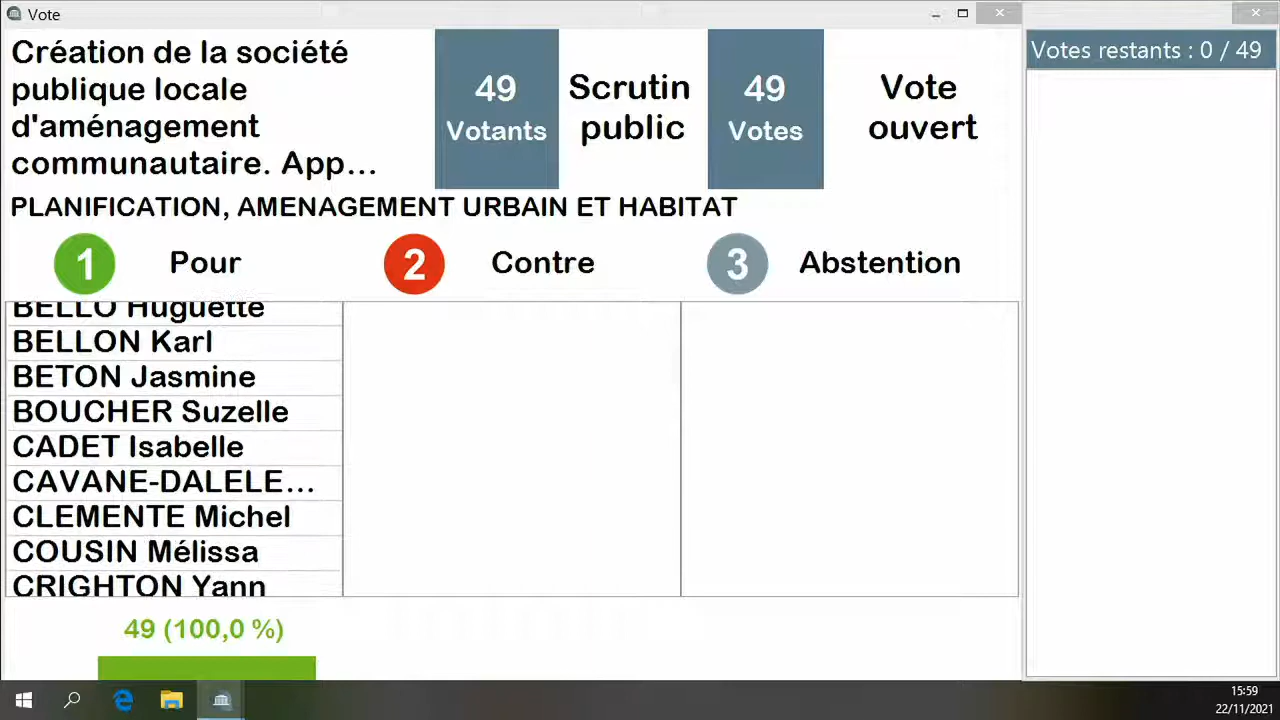 Vote
Création de la société
publique locale
d'aménagement
communautaire. App...
49
Votants
Scrutin
public
49
Votes
Vote
ouvert
Votes restants : 0 / 49
PLANIFICATION, AMENAGEMENT URBAIN ET HABITAT
1 Pour
2 Contre
3 Abstention
BELLO Huguette
BELLON Karl
BETON Jasmine
BOUCHER Suzelle
CADET Isabelle
CAVANE-DALELE...
CLEMENTE Michel
COUSIN Mélissa
CRIGHTON Yann
49 (100,0 %)
15:59
22/11/2021